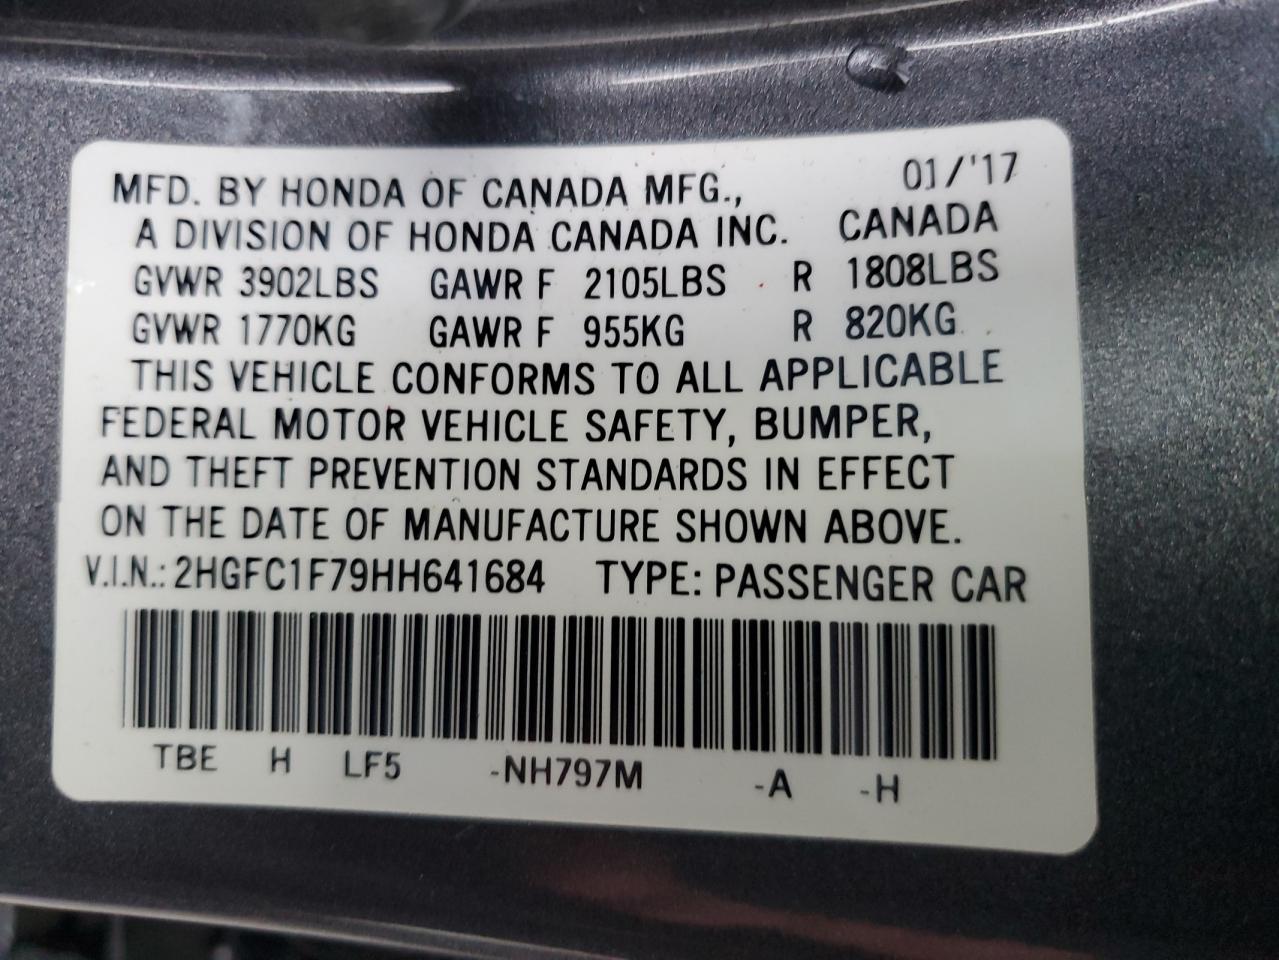 MFD. BY HONDA OF CANADA MFG., 01/'17
A DIVISION OF HONDA CANADA INC. CANADA
GVWR 3902LBS GAWR F 2105LBS R 1808LBS
GVWR 1770KG GAWR F 955KG R 820KG
THIS VEHICLE CONFORMS TO ALL APPLICABLE
FEDERAL MOTOR VEHICLE SAFETY, BUMPER,
AND THEFT PREVENTION STANDARDS IN EFFECT
ON THE DATE OF MANUFACTURE SHOWN ABOVE.
V.I.N.: 2HGFC1F79HH641684 TYPE: PASSENGER CAR
TBE H LF5 -NH797M -A -H